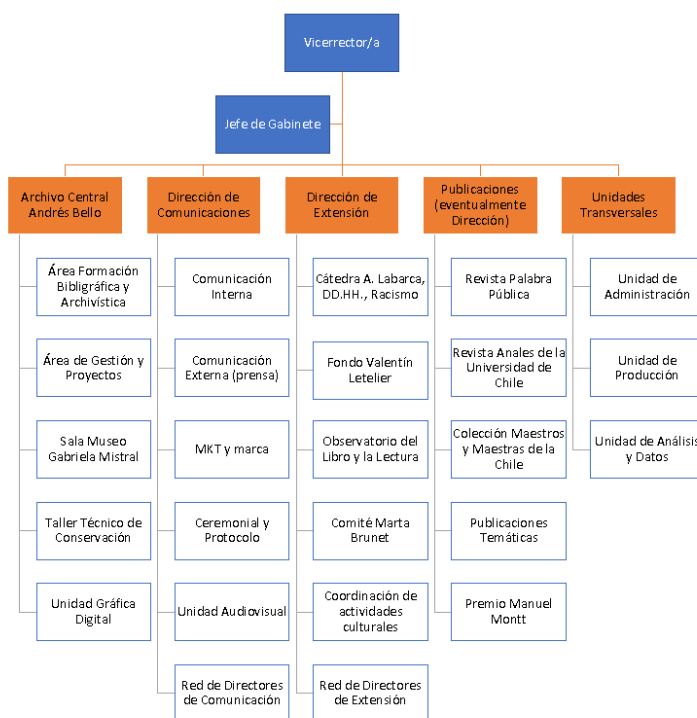 Vicerrector/a
Jefe de Gabinete
Archivo Central
Andrés Bello
Área Formación
Bibligráfica y
Archivística
Área de Gestión y
Proyectos
Sala Museo
Gabriela Mistral
Taller Técnico de
Conservación
Unidad Gráfica
Digital
Dirección de
Comunicaciones
Comunicación
Interna
Comunicación
Externa (prensa)
MKT y marca
Ceremonial y
Protocolo
Unidad Audiovisual
Red de Directores
de Comunicación
Dirección de
Extensión
Cátedra A. Labarca,
DD.HH., Racismo
Fondo Valentín
Letelier
Observatorio del
Libro y la Lectura
Comité Marta
Brunet
Coordinación de
actividades
culturales
Red de Directores
de Extensión
Publicaciones
(eventualmente
Dirección)
Revista Palabra
Pública
Revista Anales de la
Universidad de
Chile
Colección Maestros
y Maestras de la
Chile
Publicaciones
Temáticas
Premio Manuel
Montt
Unidades
Transversales
Unidad de
Administración
Unidad de
Producción
Unidad de Análisis
y Datos